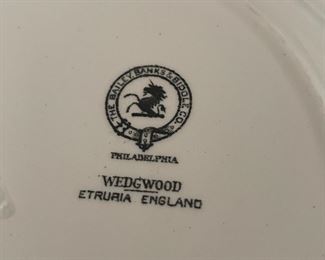 THE BAILEY BANKS & BIDDLE CO.
PHILADELPHIA
WEDGWOOD
ETRURIA ENGLAND